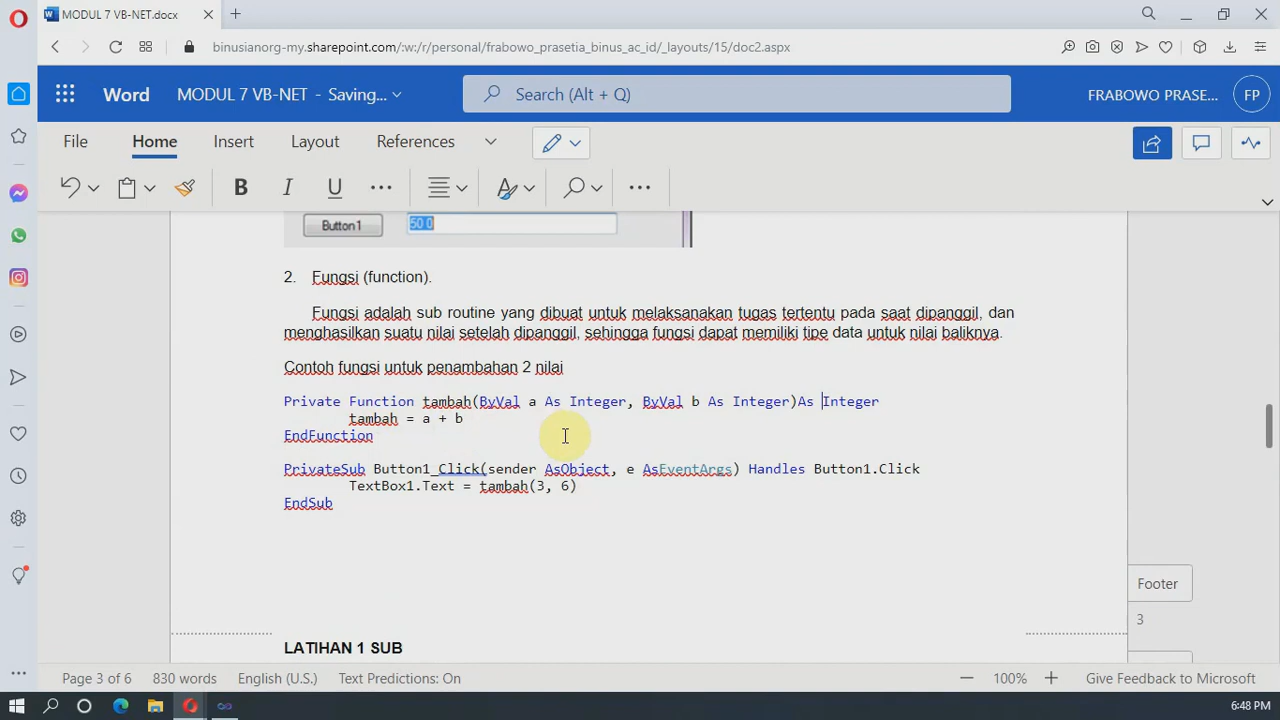 MODUL 7 VB-NET.docx
binusianorg-my.sharepoint.com/:w:/r/personal/frabowo_prasetia_binus_ac_id/_layouts/15/doc2.aspx
Word MODUL 7 VB-NET - Saving... Search (Alt + Q) FRABOWO PRASE... FP
File Home Insert Layout References
B I U
Button1 50 0
2. Fungsi (function).
Fungsi adalah sub routine yang dibuat untuk melaksanakan tugas tertentu pada saat dipanggil, dan
menghasilkan suatu nilai setelah dipanggil, sehingga fungsi dapat memiliki tipe data untuk nilai baliknya.
Contoh fungsi untuk penambahan 2 nilai
Private Function tambah(ByVal a As Integer, ByVal b As Integer)As Integer
tambah = a + b
EndFunction
PrivateSub Button1_Click(sender AsObject, e AsEventArgs) Handles Button1.Click
TextBox1.Text = tambah(3, 6)
EndSub
Footer
3
LATIHAN 1 SUB
Page 3 of 6 830 words English (U.S.) Text Predictions: On 100% Give Feedback to Microsoft
6:48 PM